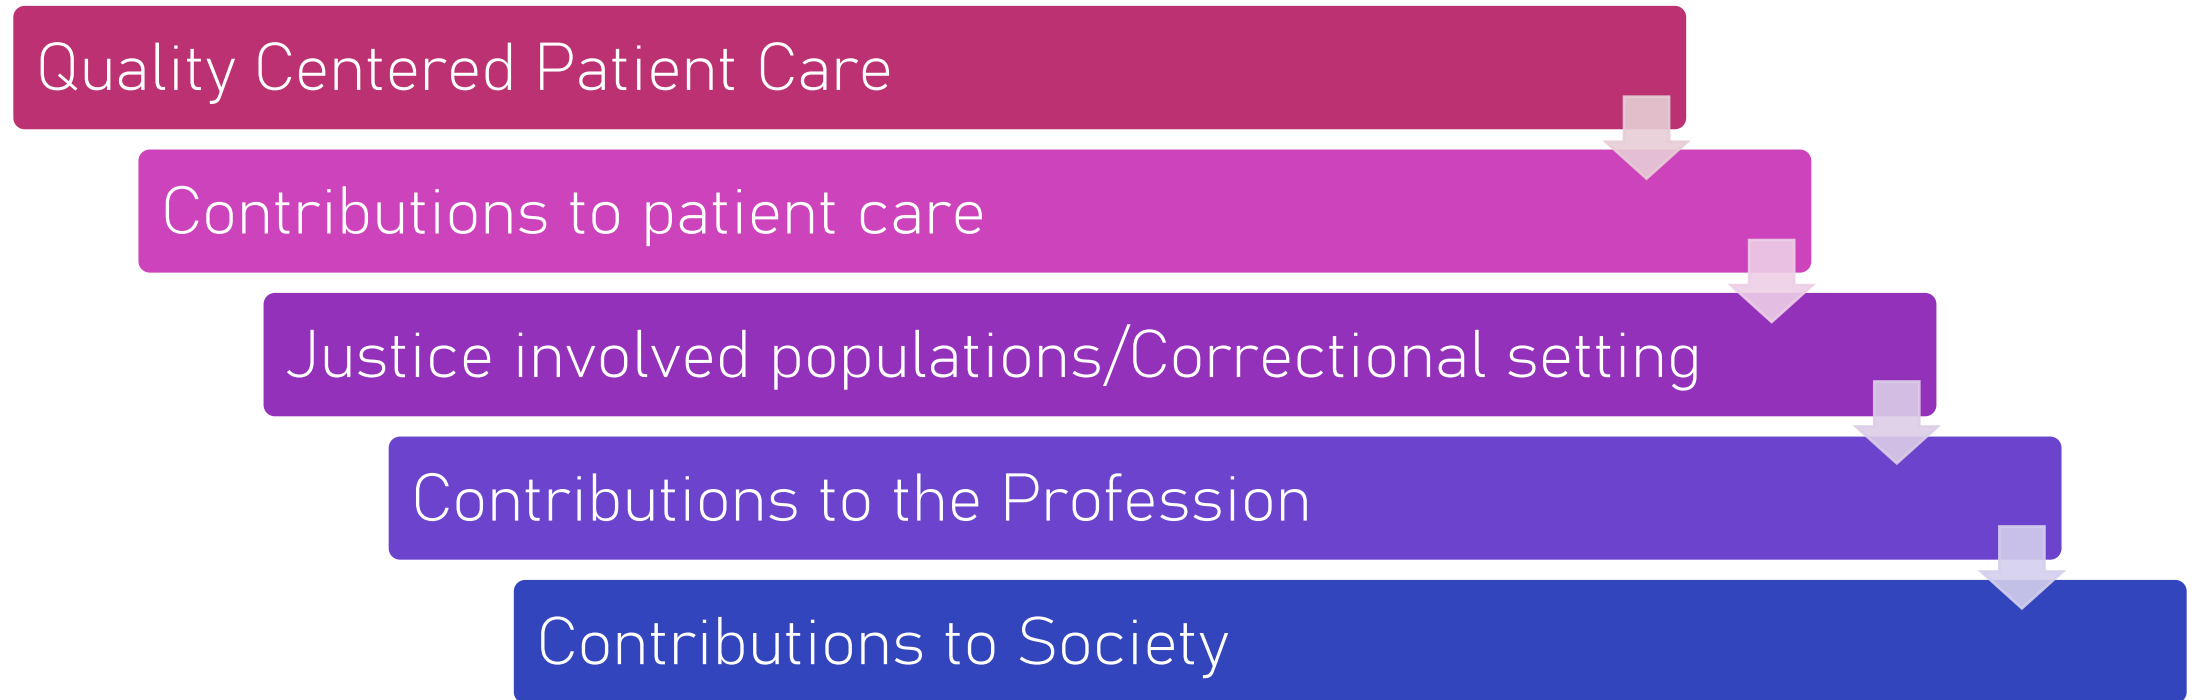 Quality Centered Patient Care
Contributions to patient care
Justice involved populations/Correctional setting
Contributions to the Profession
Contributions to Society